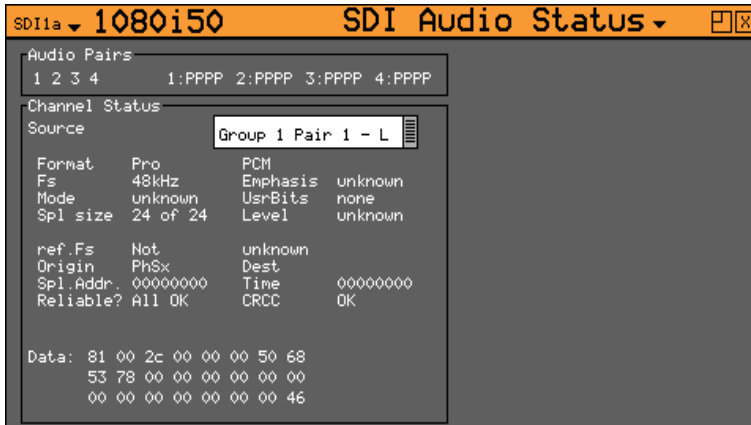 SDI1a 1080i50 SDI Audio Status
Audio Pairs
1 2 3 4 1:PPPP 2:PPPP 3:PPPP 4:PPPP
Channel Status
Source Group 1 Pair 1 - L
Format Pro PCM
Fs 48kHz Emphasis unknown
Mode unknown UsrBits none
Spl size 24 of 24 Level unknown
ref.Fs Not unknown
Origin PhSx Dest
Spl.Addr. 00000000 Time 00000000
Reliable? All OK CRCC OK
Data: 81 00 2c 00 00 00 50 68
53 78 00 00 00 00 00 00
00 00 00 00 00 00 00 46